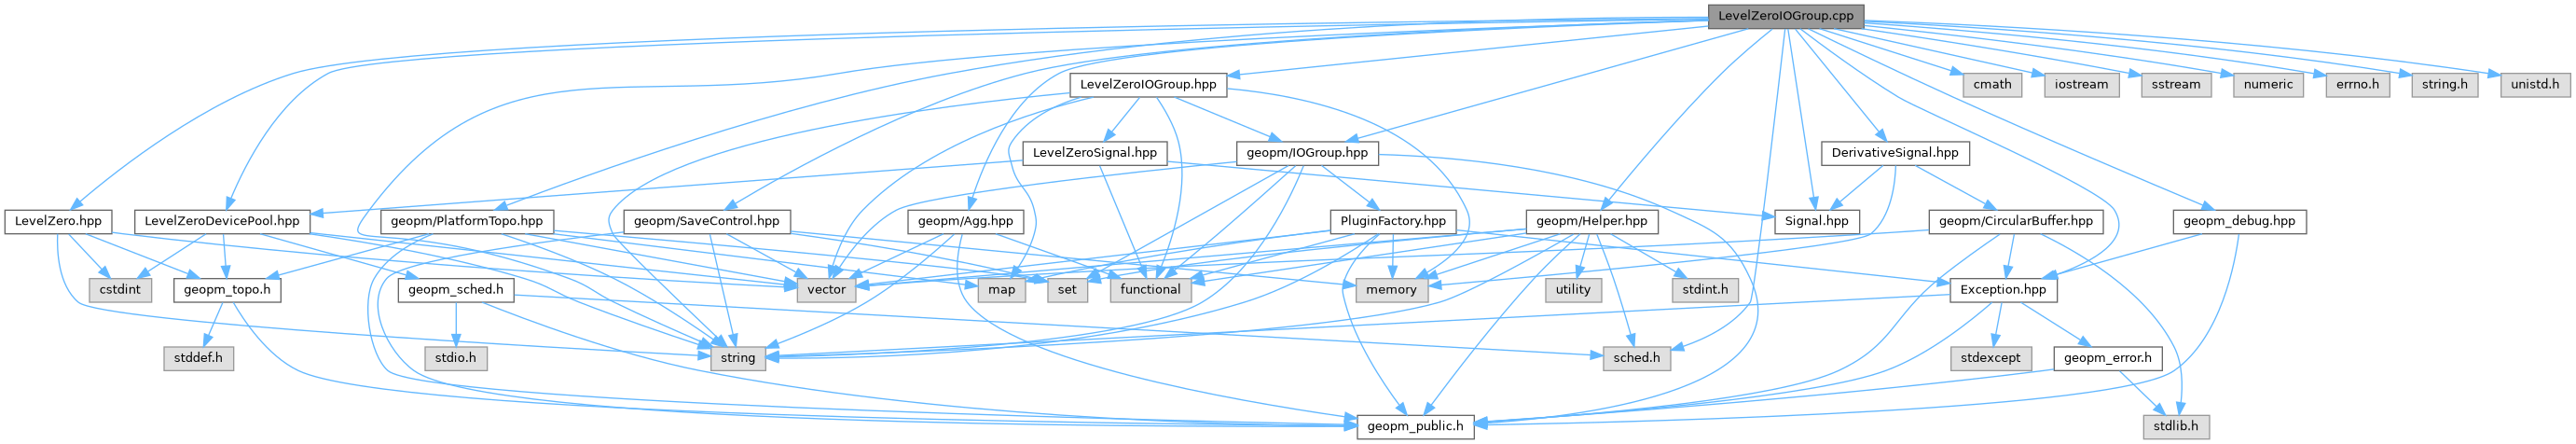 LevelZeroIOGroup.cpp
LevelZeroIOGroup.hpp
cmath
iostream
sstream
numeric
errno.h
string.h
unistd.h
LevelZeroSignal.hpp
geopm/IOGroup.hpp
DerivativeSignal.hpp
LevelZero.hpp
LevelZeroDevicePool.hpp
geopm/PlatformTopo.hpp
geopm/SaveControl.hpp
geopm/Agg.hpp
PluginFactory.hpp
geopm/Helper.hpp
Signal.hpp
geopm/CircularBuffer.hpp
geopm_debug.hpp
cstdint
geopm_topo.h
geopm_sched.h
vector
map
set
functional
memory
utility
stdint.h
Exception.hpp
stddef.h
stdio.h
string
sched.h
stdexcept
geopm_error.h
geopm_public.h
stdlib.h